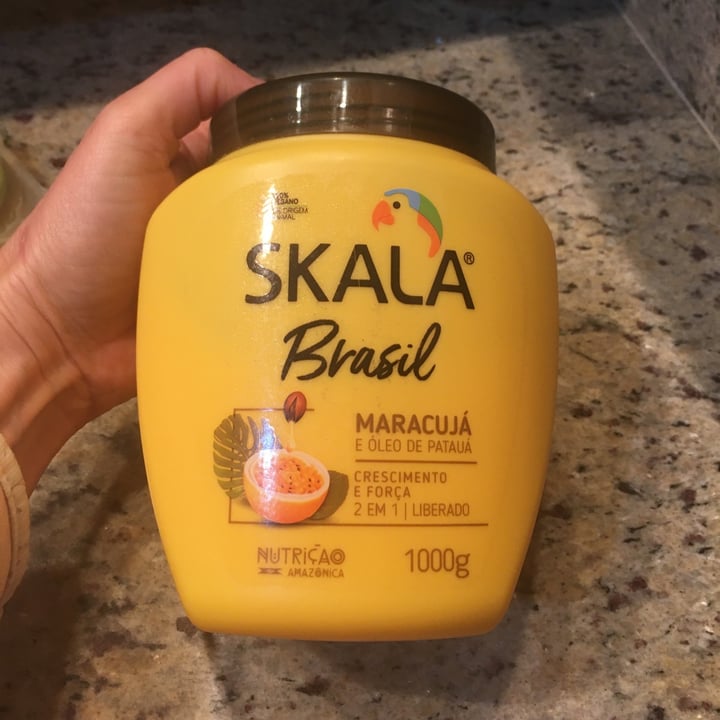 SKALA®
Brasil
MARACUJÁ
E ÓLEO DE PATAUÁ
CRESCIMENTO
E FORÇA
2 EM 1 | LIBERADO
NUTRIÇÃO
AMAZÔNICA
1000g